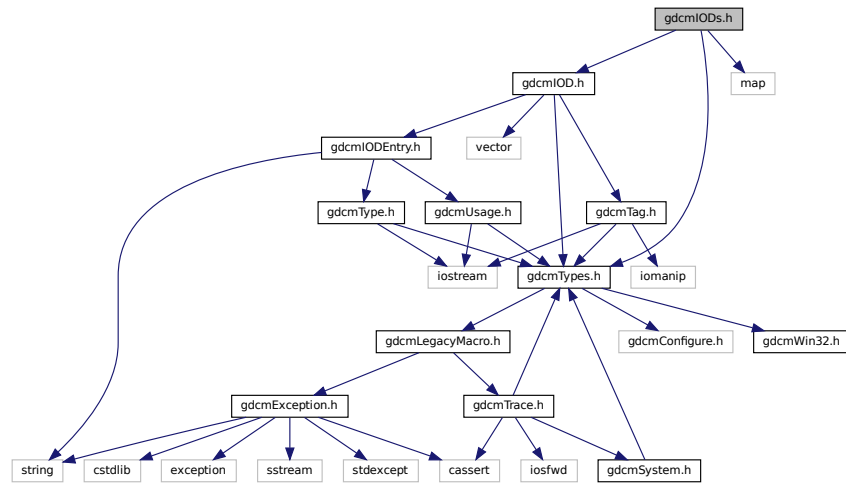 gdcmIODs.h
gdcmIOD.h
map
gdcmIODEntry.h
vector
gdcmType.h
gdcmUsage.h
gdcmTag.h
iostream
gdcmTypes.h
iomanip
gdcmLegacyMacro.h
gdcmConfigure.h
gdcmWin32.h
gdcmException.h
gdcmTrace.h
string
cstdlib
exception
sstream
stdexcept
cassert
iosfwd
gdcmSystem.h